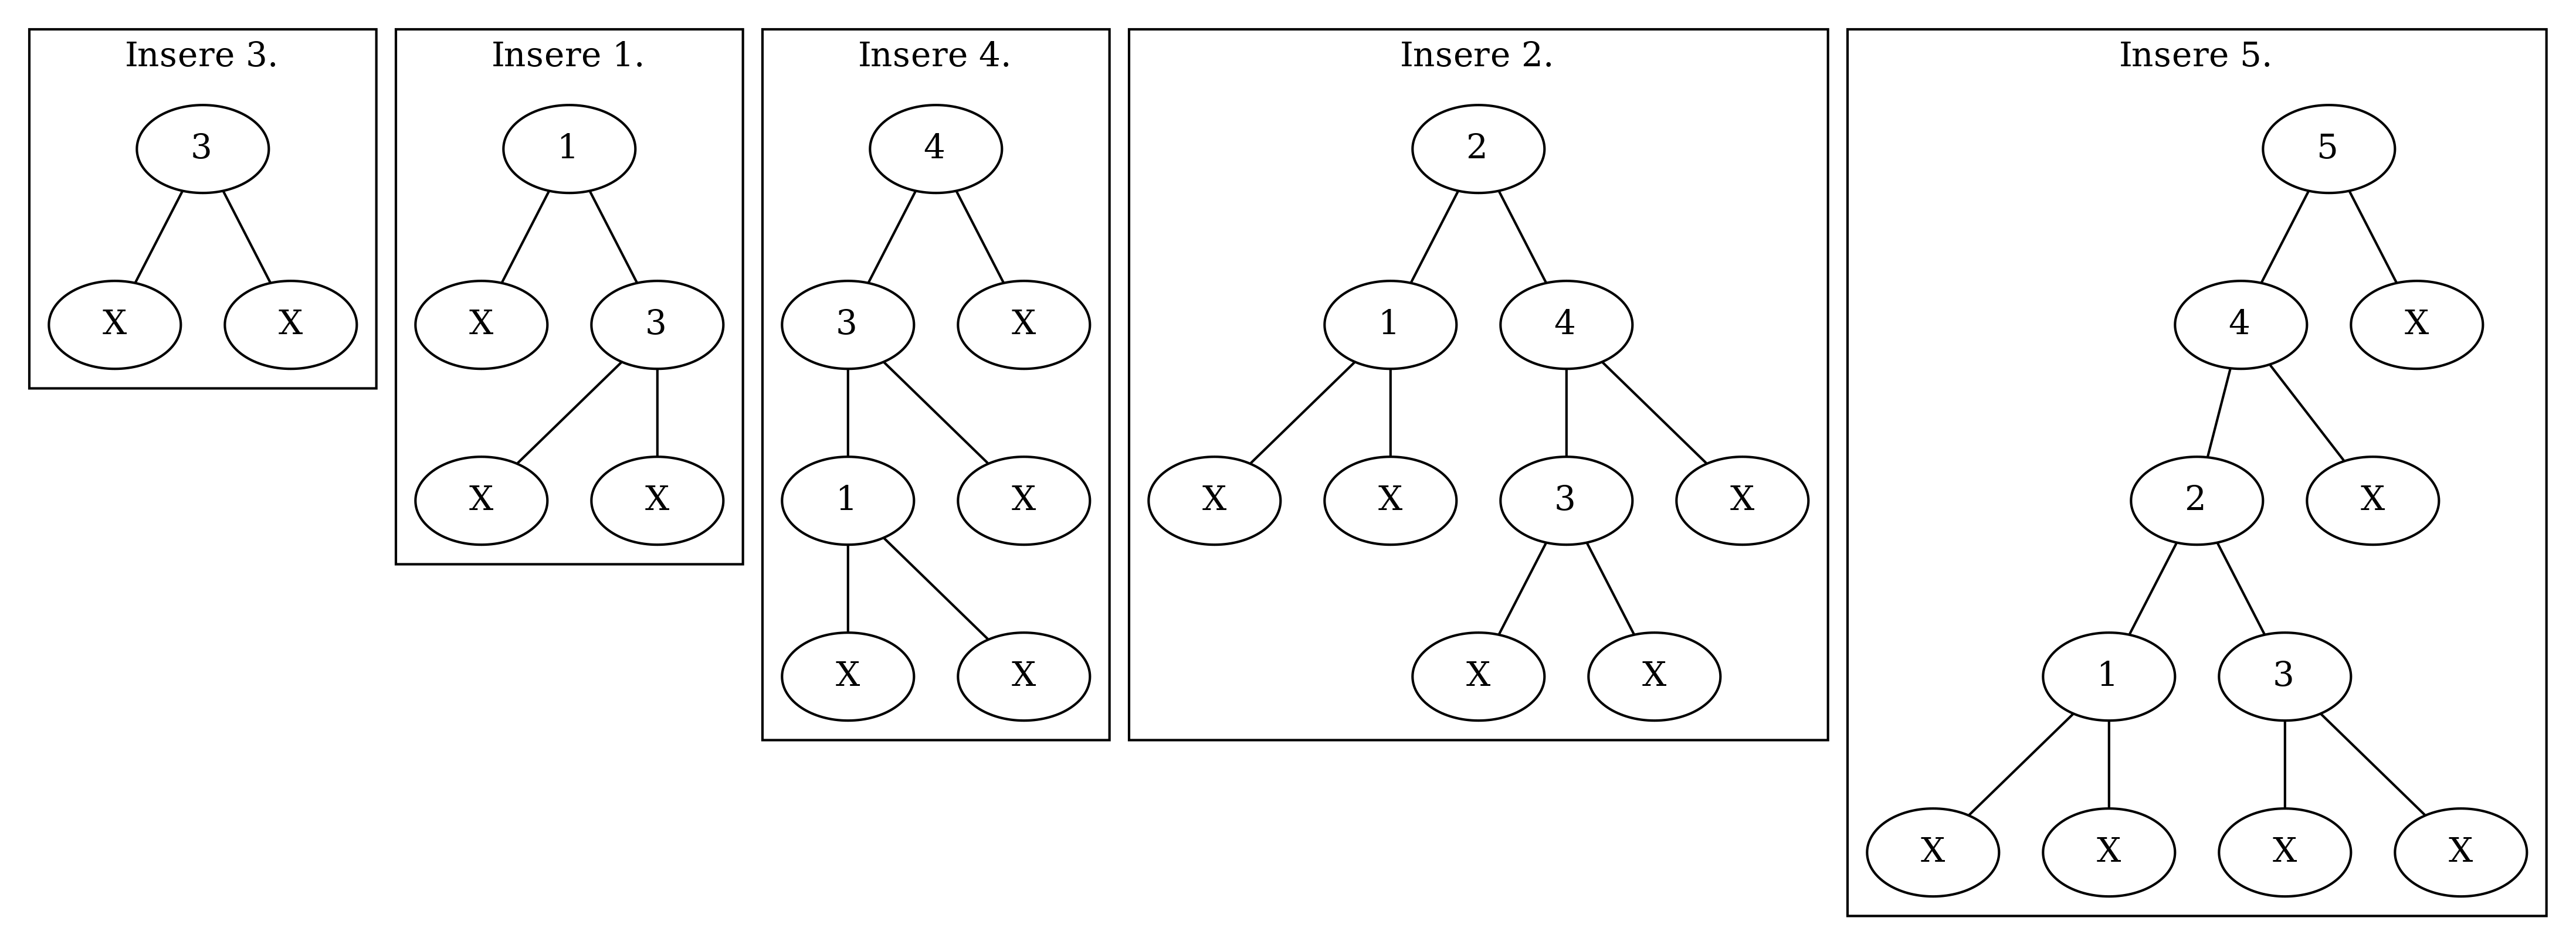 Insere 3.
3
X X
Insere 1.
1
X 3
X X
Insere 4.
4
3 X
1 X
X X
Insere 2.
2
1 4
X X 3 X
X X
Insere 5.
5
4 X
2 X
1 3
X X X X